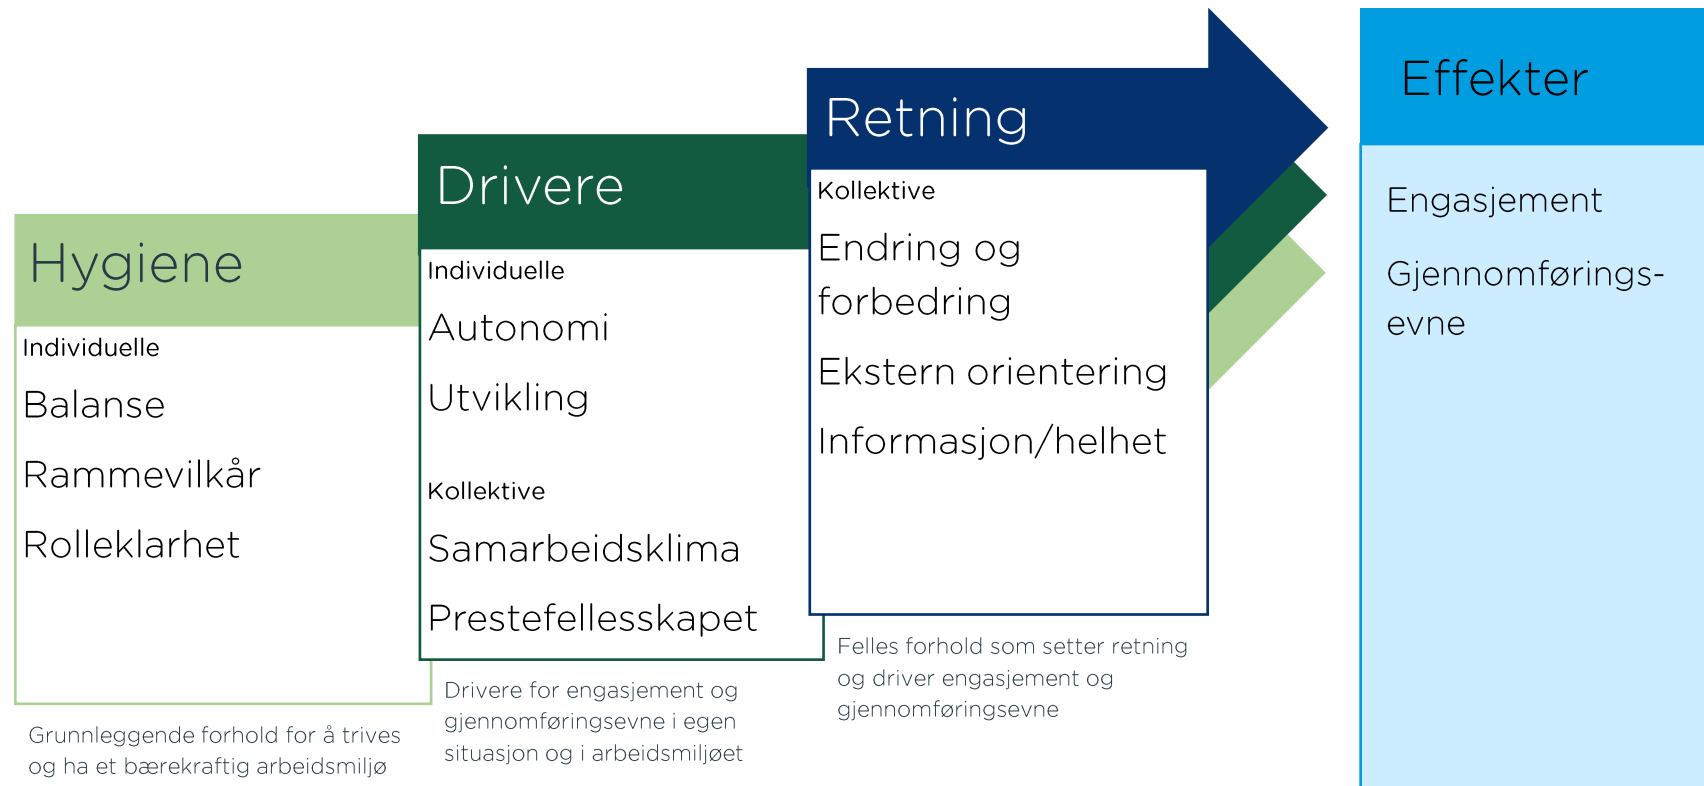 Hygiene
Individuelle
Balanse
Rammevilkår
Rolleklarhet
Grunnleggende forhold for å trives
og ha et bærekraftig arbeidsmiljø
Drivere
Individuelle
Autonomi
Utvikling
Kollektive
Samarbeidsklima
Prestefellesskapet
Drivere for engasjement og
gjennomføringsevne i egen
situasjon og i arbeidsmiljøet
Retning
Kollektive
Endring og
forbedring
Ekstern orientering
Informasjon/helhet
Felles forhold som setter retning
og driver engasjement og
gjennomføringsevne
Effekter
Engasjement
Gjennomførings-
evne